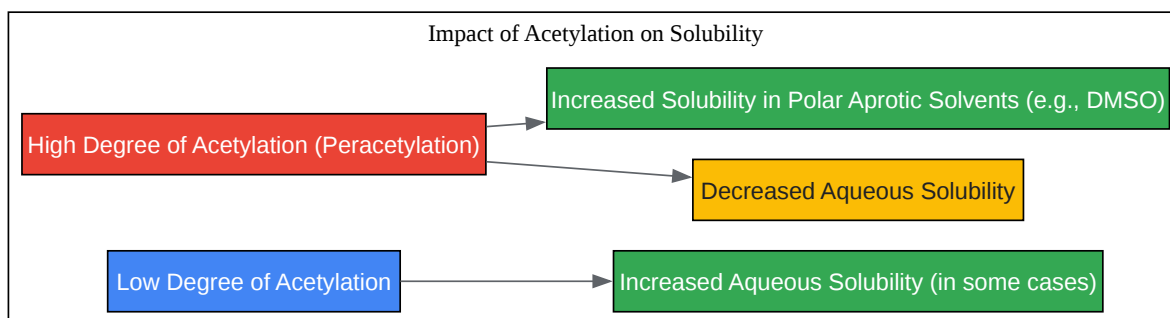 Impact of Acetylation on Solubility
Increased Solubility in Polar Aprotic Solvents (e.g., DMSO)
High Degree of Acetylation (Peracetylation)
Decreased Aqueous Solubility
Low Degree of Acetylation
Increased Aqueous Solubility (in some cases)